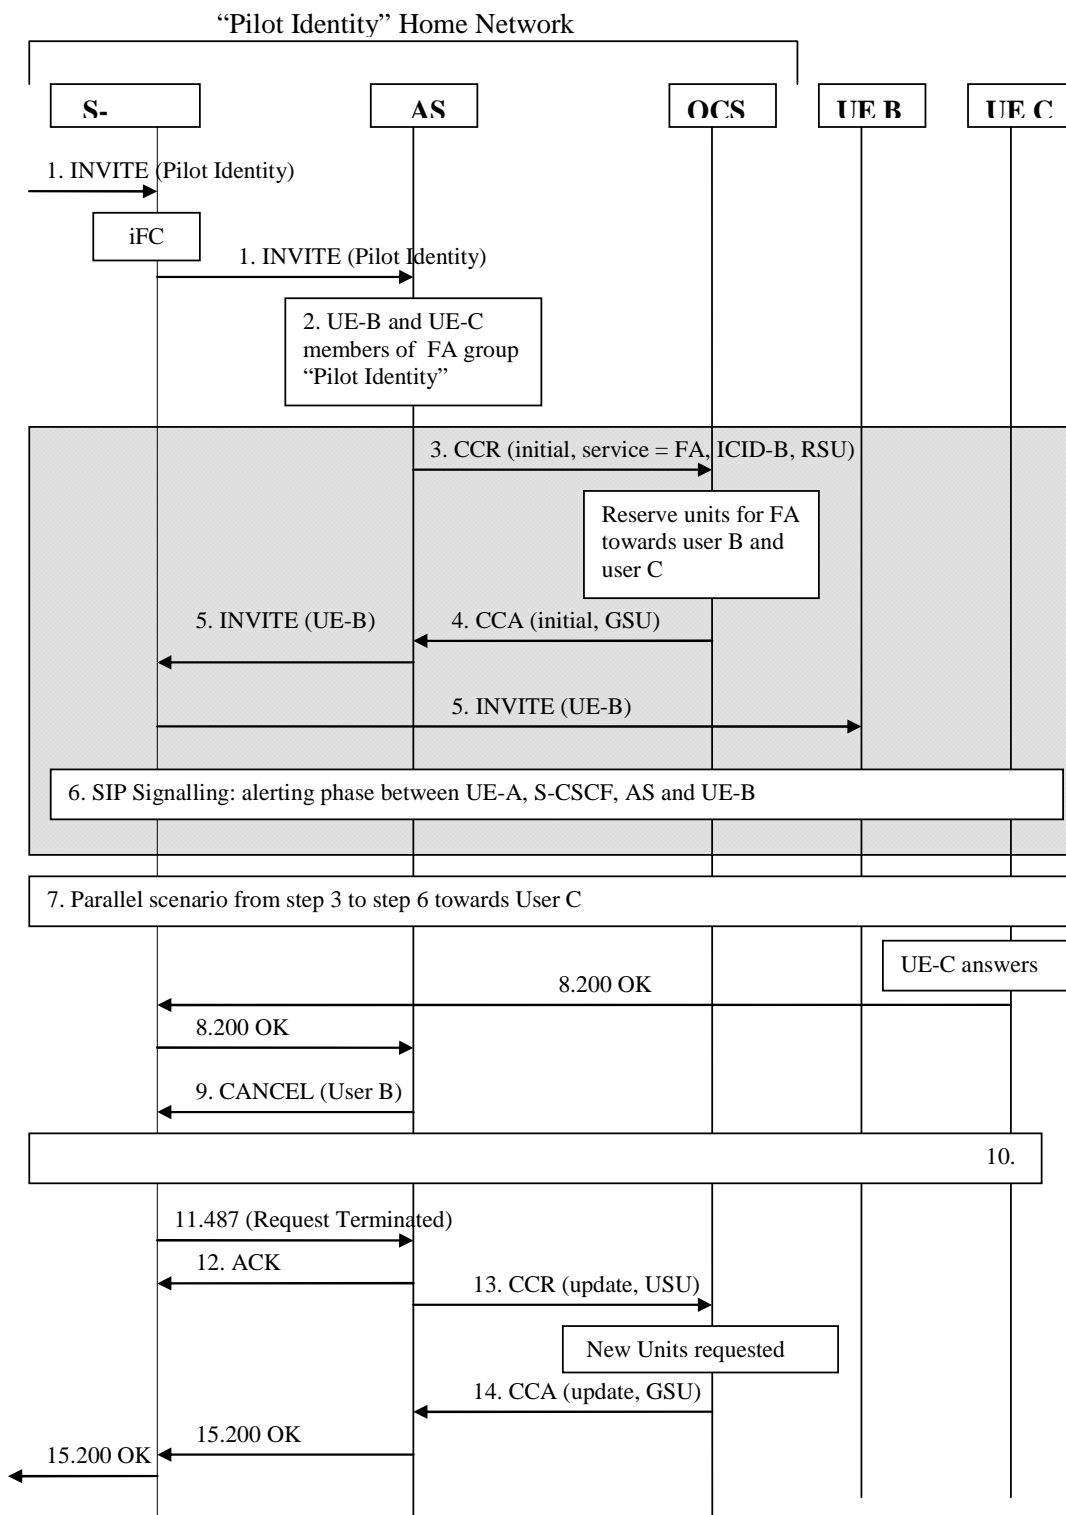 “Pilot Identity” Home Network
S-
AS
OCS
UE B
UE C
1. INVITE (Pilot Identity)
iFC
1. INVITE (Pilot Identity)
2. UE-B and UE-C
members of FA group
“Pilot Identity”
3. CCR (initial, service = FA, ICID-B, RSU)
Reserve units for FA
towards user B and
user C
5. INVITE (UE-B)
4. CCA (initial, GSU)
5. INVITE (UE-B)
6. SIP Signalling: alerting phase between UE-A, S-CSCF, AS and UE-B
7. Parallel scenario from step 3 to step 6 towards User C
UE-C answers
8.200 OK
8.200 OK
9. CANCEL (User B)
10.
11.487 (Request Terminated)
12. ACK
13. CCR (update, USU)
New Units requested
14. CCA (update, GSU)
15.200 OK
15.200 OK